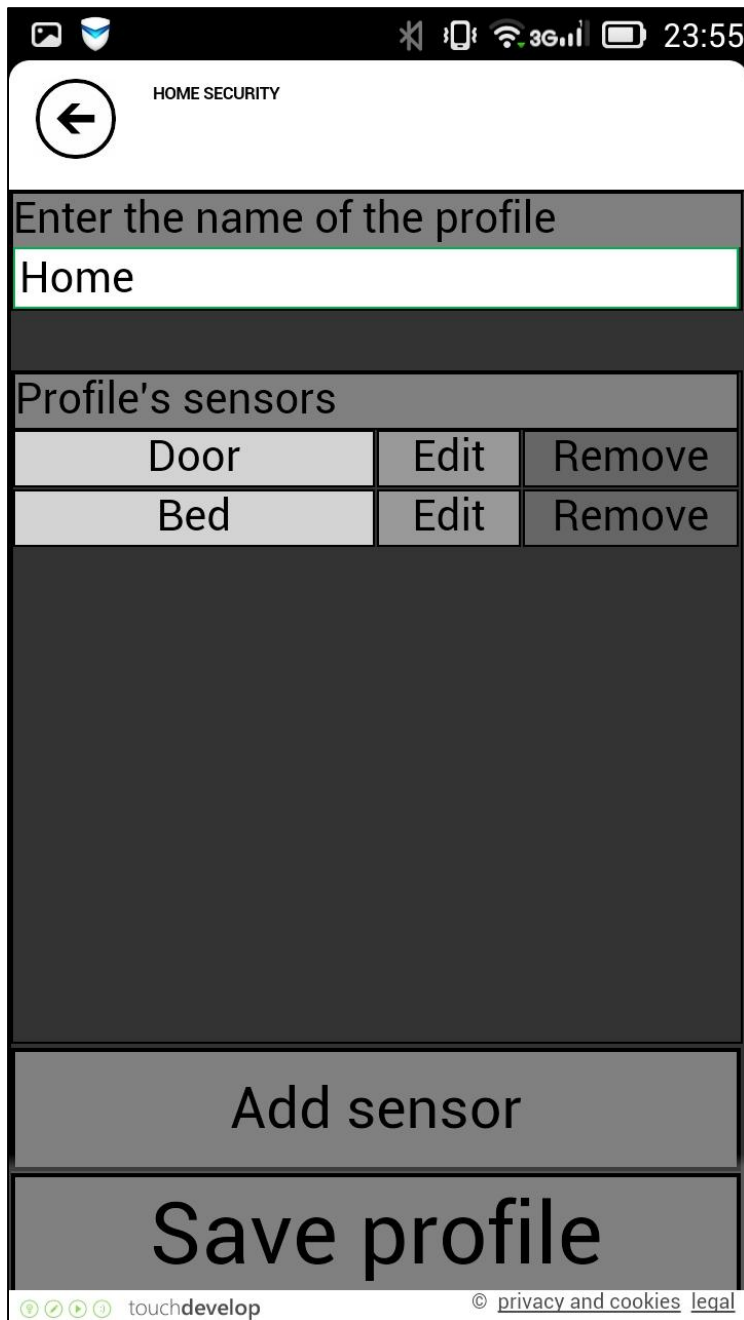 3G 23:55
HOME SECURITY
Enter the name of the profile
Home
Profile's sensors
Door Edit Remove
Bed Edit Remove
Add sensor
Save profile
touchdevelop © privacy and cookies legal